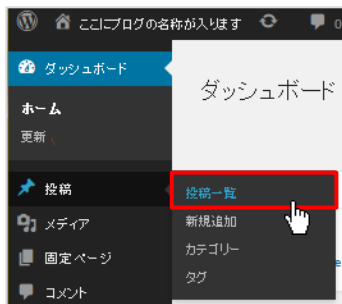 ここにブログの名称が入ります 0
ダッシュボード
ダッシュボード
ホーム
更新
投稿
投稿一覧
新規追加
カテゴリー
タグ
メディア
固定ページ
コメント